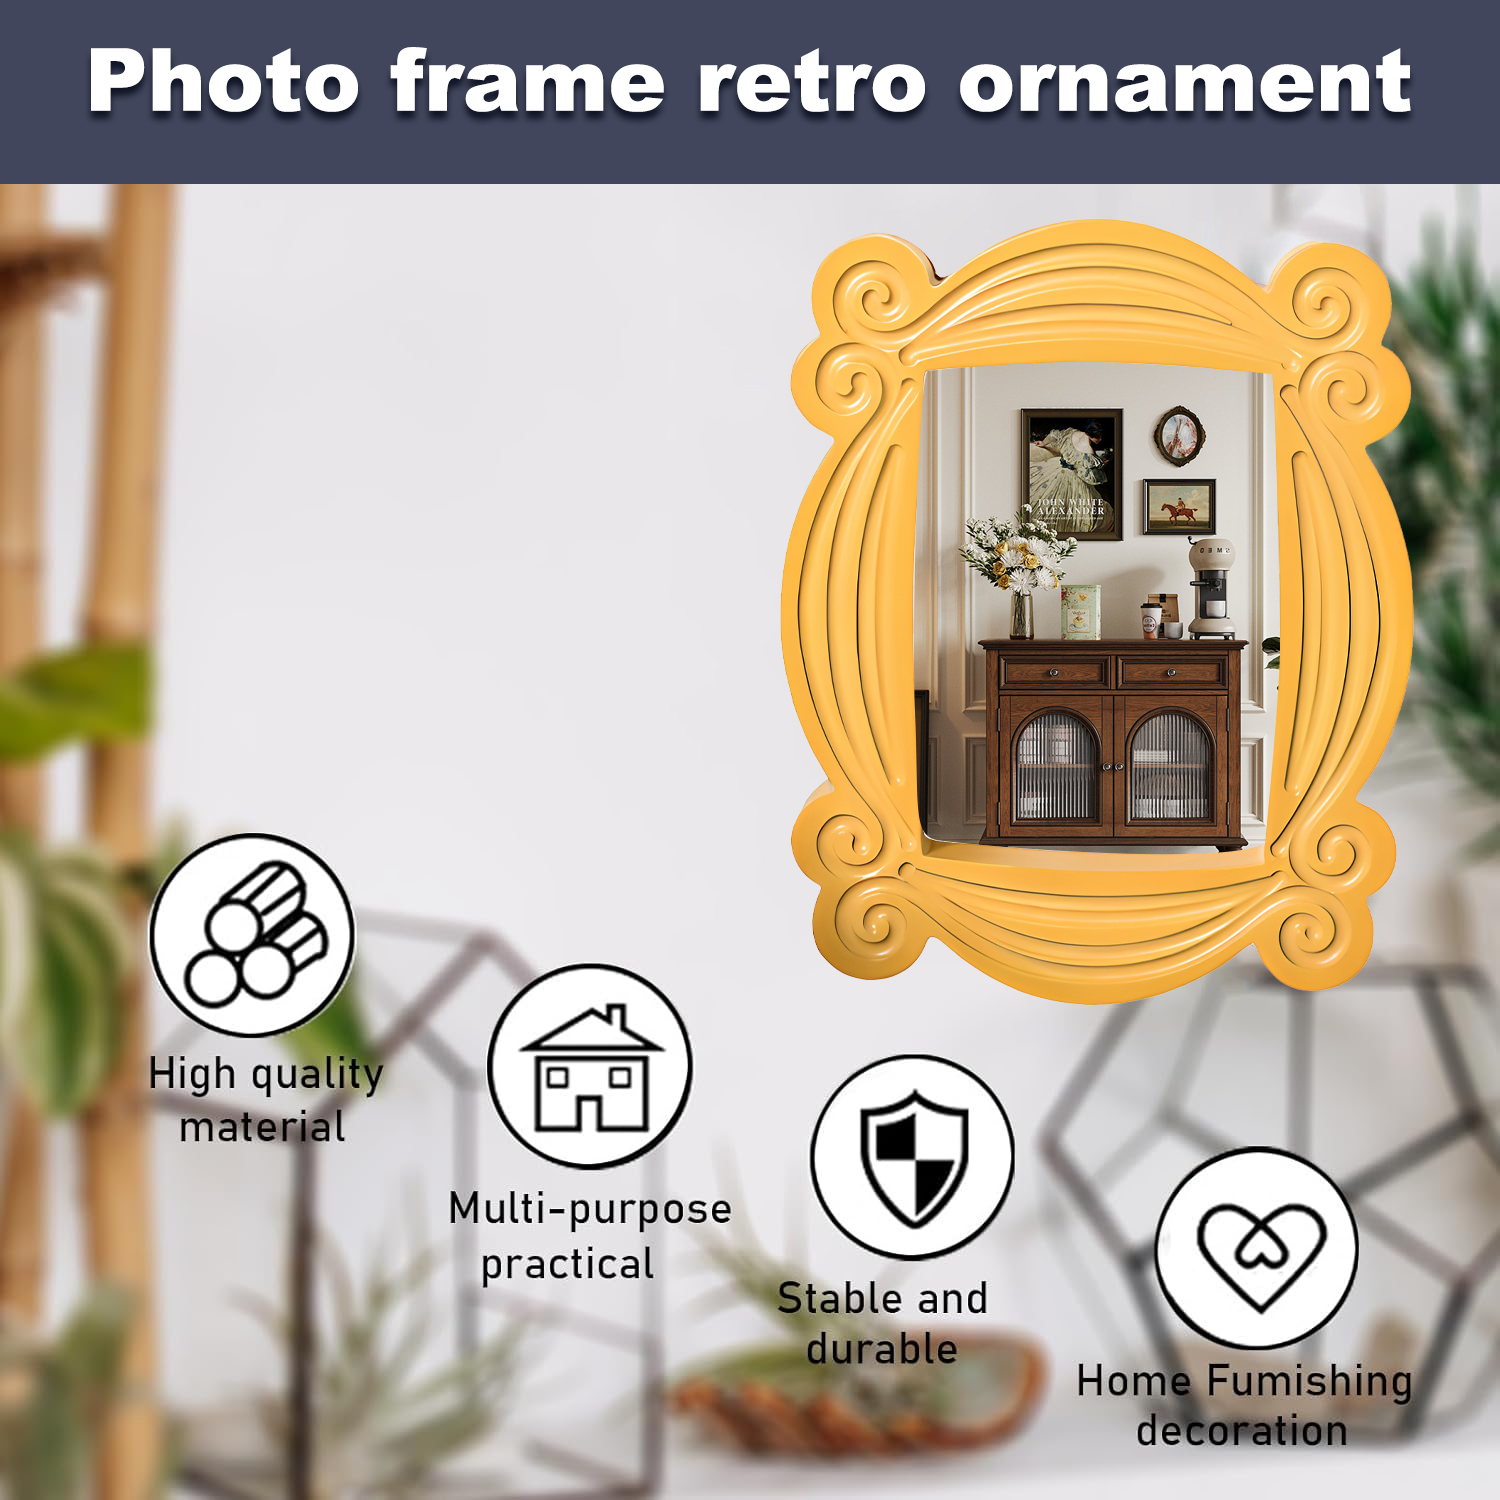 Photo frame retro ornament
JOHN WHITE
ALEXANDER
High quality
material
Multi-purpose
practical
Stable and
durable
Home Fumishing
decoration